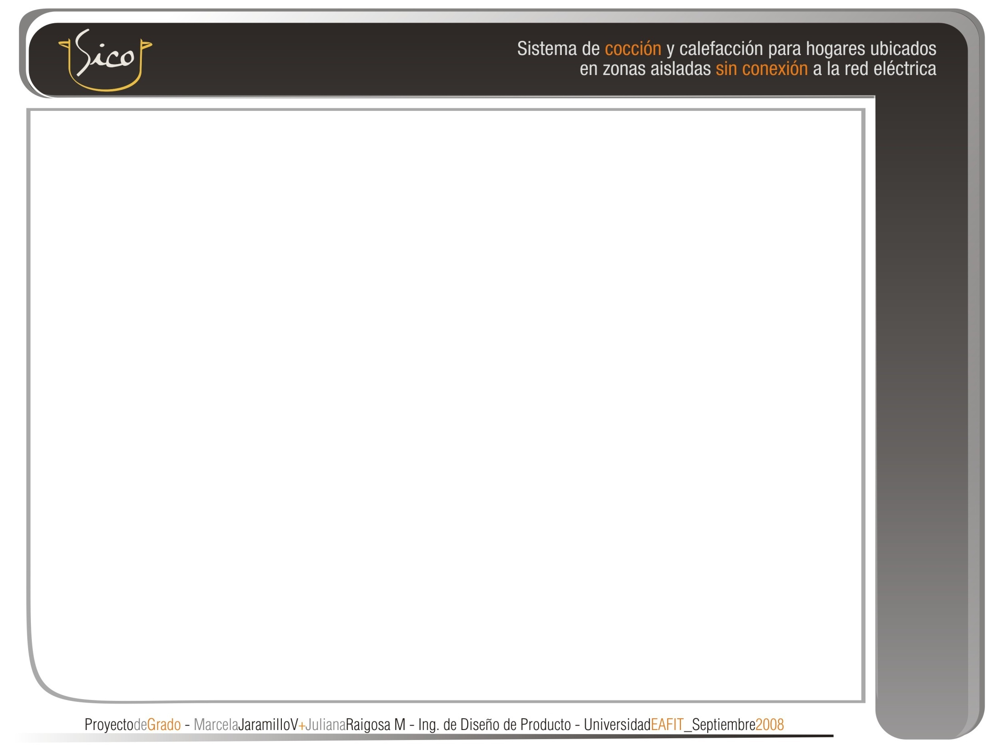 Sico
Sistema de cocción y calefacción para hogares ubicados
en zonas aisladas sin conexión a la red eléctrica
ProyectodeGrado - MarcelaJaramilloV+JulianaRaigosa M - Ing. de Diseño de Producto - UniversidadEAFIT_Septiembre2008